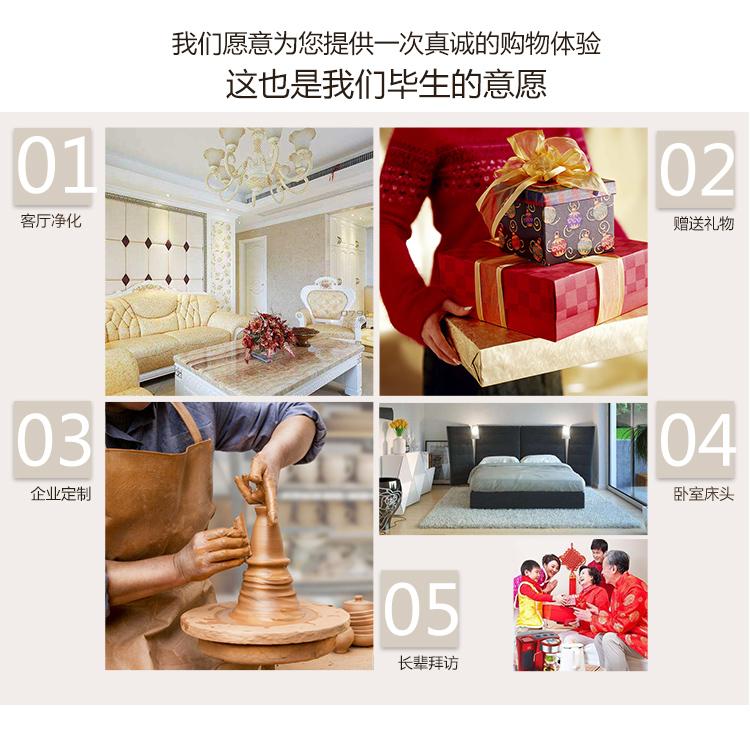 我们愿意为您提供一次真诚的购物体验
这也是我们毕生的意愿
01
客厅净化
02
赠送礼物
03
企业定制
04
卧室床头
05
长辈拜访